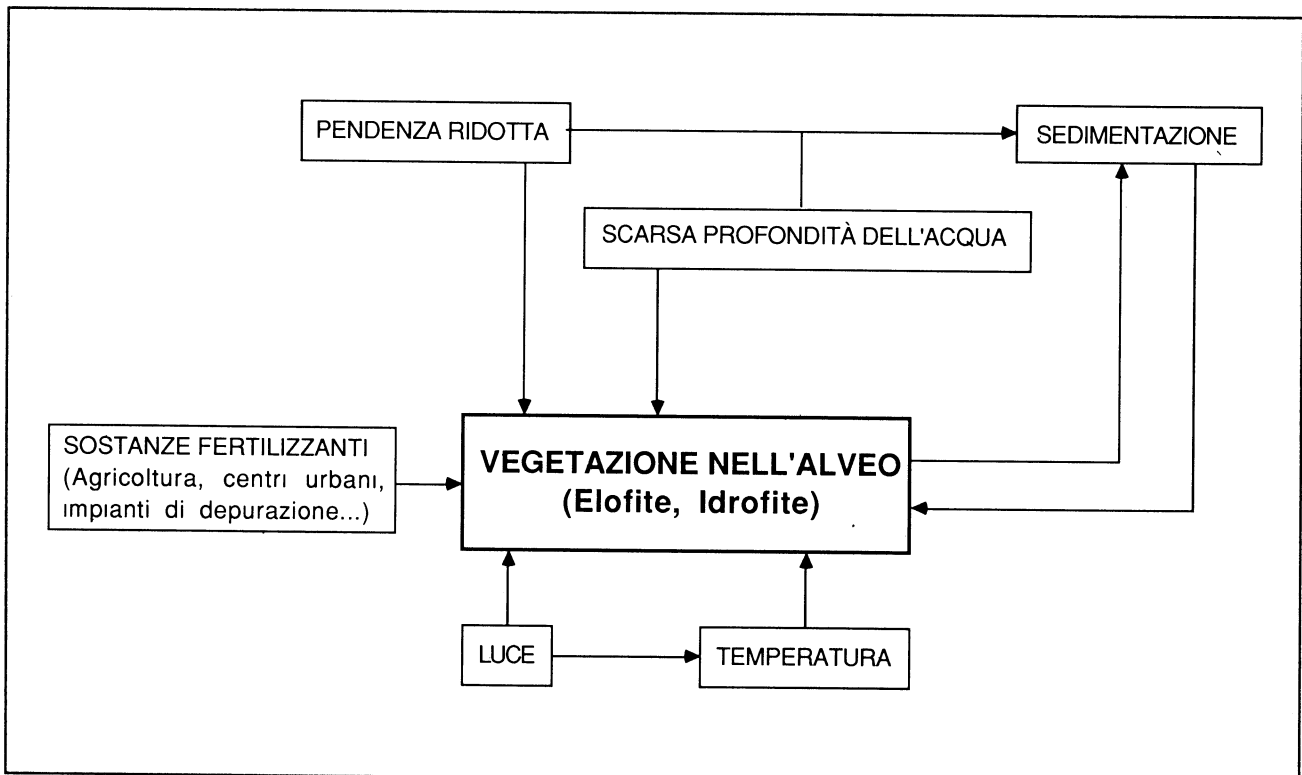 PENDENZA RIDOTTA
SEDIMENTAZIONE
SCARSA PROFONDITÀ DELL'ACQUA
SOSTANZE FERTILIZZANTI
(Agricoltura, centri urbani,
impianti di depurazione...)
VEGETAZIONE NELL'ALVEO
(Elofite, Idrofite)
LUCE
TEMPERATURA